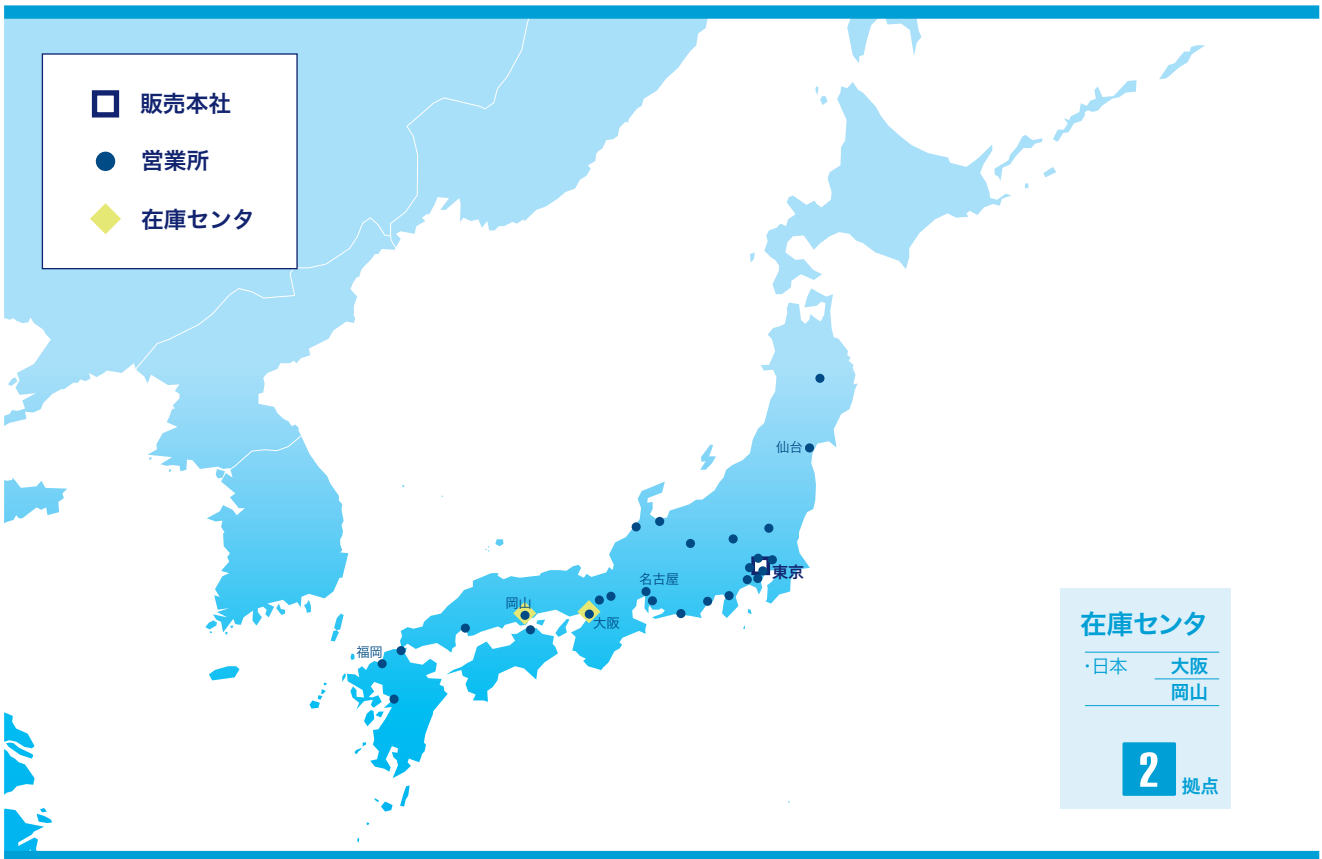 販売本社
営業所
在庫センタ
仙台
東京
名古屋
岡山
大阪
福岡
在庫センタ
・日本 大阪
岡山
2 拠点